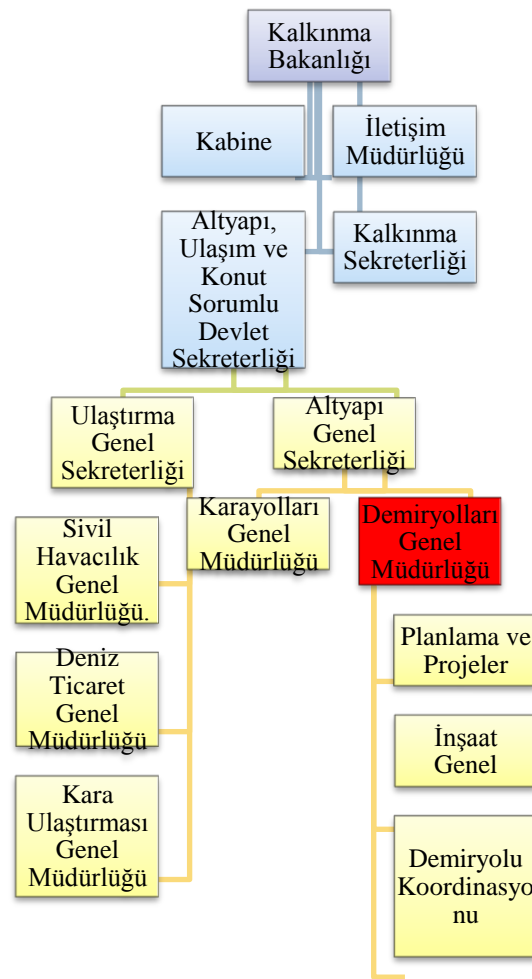 Kalkınma
Bakanlığı
Kabine
İletişim
Müdürlüğü
Altyapı,
Ulaşım ve
Konut
Sorumlu
Devlet
Sekreterliği
Kalkınma
Sekreterliği
Ulaştırma
Genel
Sekreterliği
Altyapı
Genel
Sekreterliği
Sivil
Havacılık
Genel
Müdürlüğü.
Karayolları
Genel
Müdürlüğü
Demiryolları
Genel
Müdürlüğü
Deniz
Ticaret
Genel
Müdürlüğü
Planlama ve
Projeler
Kara
Ulaştırması
Genel
Müdürlüğü
İnşaat
Genel
Demiryolu
Koordinasyo
nu